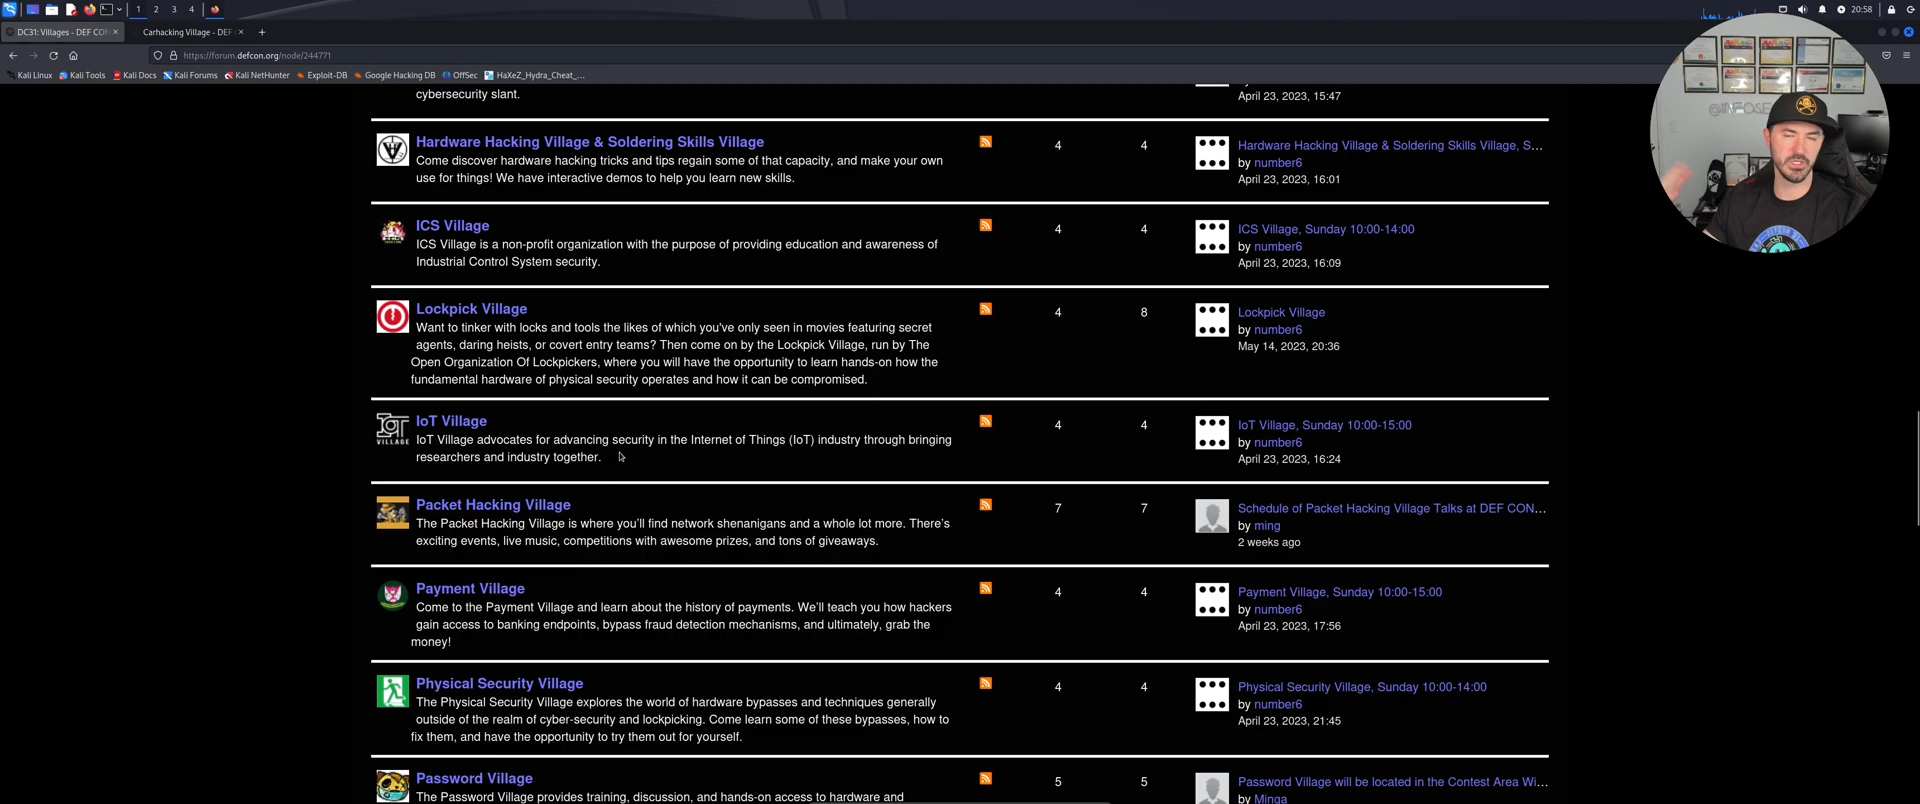 1 2 3 4
20:58
DC31: Villages - DEF CON
Carhacking Village - DEF
https://forum.defcon.org/node/244771
Kali Linux Kali Tools Kali Docs Kali Forums Kali NetHunter Exploit-DB Google Hacking DB OffSec HaXeZ_Hydra_Cheat_...
cybersecurity slant.
April 23, 2023, 15:47
Hardware Hacking Village & Soldering Skills Village
Come discover hardware hacking tricks and tips regain some of that capacity, and make your own
use for things! We have interactive demos to help you learn new skills.
4 4
Hardware Hacking Village & Soldering Skills Village, S...
by number6
April 23, 2023, 16:01
ICS Village
ICS Village is a non-profit organization with the purpose of providing education and awareness of
Industrial Control System security.
4 4
ICS Village, Sunday 10:00-14:00
by number6
April 23, 2023, 16:09
Lockpick Village
Want to tinker with locks and tools the likes of which you've only seen in movies featuring secret
agents, daring heists, or covert entry teams? Then come on by the Lockpick Village, run by The
Open Organization Of Lockpickers, where you will have the opportunity to learn hands-on how the
fundamental hardware of physical security operates and how it can be compromised.
4 8
Lockpick Village
by number6
May 14, 2023, 20:36
IOT VILLAGE
IoT Village
IoT Village advocates for advancing security in the Internet of Things (IoT) industry through bringing
researchers and industry together.
4 4
IoT Village, Sunday 10:00-15:00
by number6
April 23, 2023, 16:24
Packet Hacking Village
The Packet Hacking Village is where you'll find network shenanigans and a whole lot more. There's
exciting events, live music, competitions with awesome prizes, and tons of giveaways.
7 7
Schedule of Packet Hacking Village Talks at DEF CON...
by ming
2 weeks ago
Payment Village
Come to the Payment Village and learn about the history of payments. We'll teach you how hackers
gain access to banking endpoints, bypass fraud detection mechanisms, and ultimately, grab the
money!
4 4
Payment Village, Sunday 10:00-15:00
by number6
April 23, 2023, 17:56
Physical Security Village
The Physical Security Village explores the world of hardware bypasses and techniques generally
outside of the realm of cyber-security and lockpicking. Come learn some of these bypasses, how to
fix them, and have the opportunity to try them out for yourself.
4 4
Physical Security Village, Sunday 10:00-14:00
by number6
April 23, 2023, 21:45
Password Village
The Password Village provides training, discussion, and hands-on access to hardware and
5 5
Password Village will be located in the Contest Area Wi...
by Minga